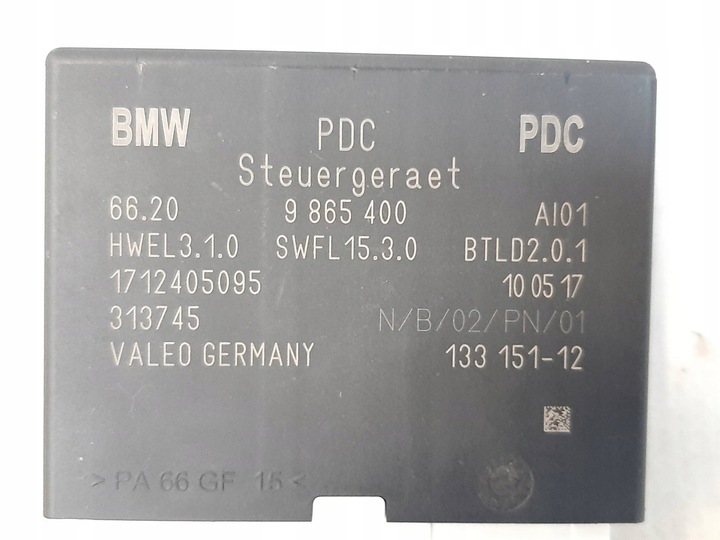 BMW PDC PDC
Steuergeraet
66.20 9 865 400 AI01
HWEL3.1.0 SWFL15.3.0 BTLD2.0.1
1712405095 10 05 17
313745 N/B/02/PN/01
VALEO GERMANY 133 151-12
>PA 66 GF 15<